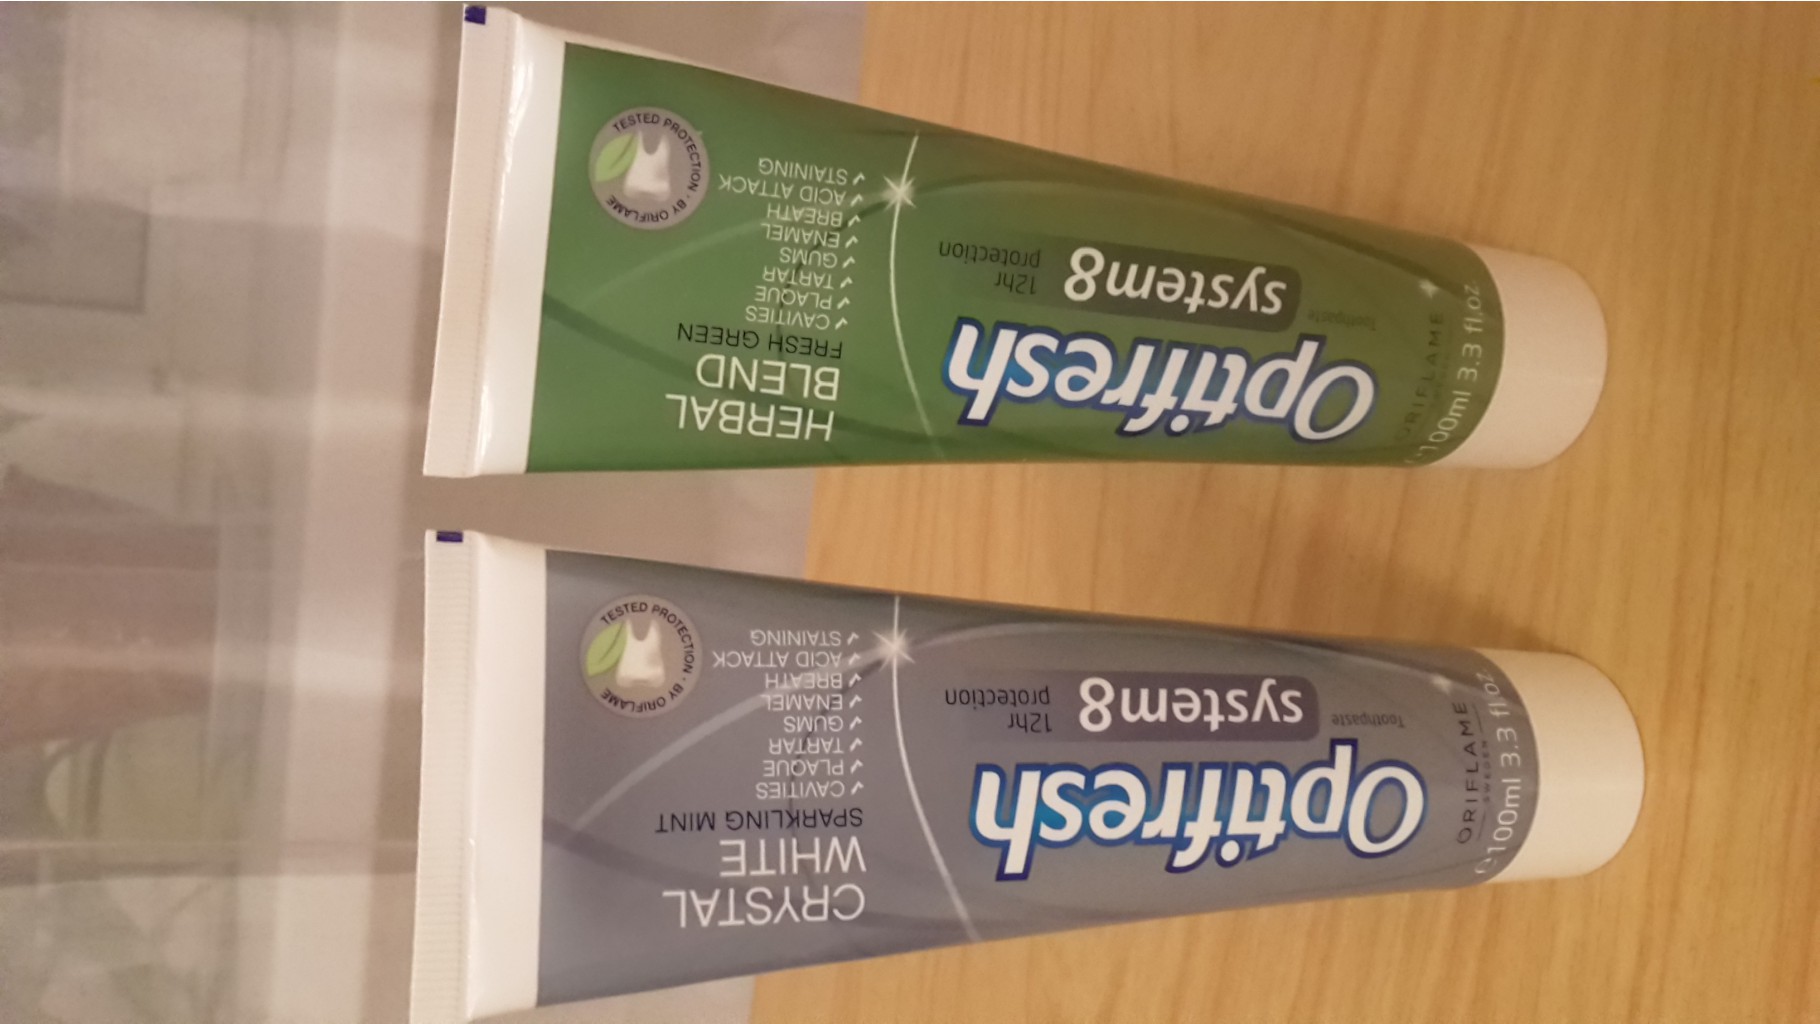 ORIFLAME
SWEDEN
℮100ml 3.3 fl.oz
Optifresh
Toothpaste
system8
12hr
protection
CRYSTAL
WHITE
SPARKLING MINT
✓ CAVITIES
✓ PLAQUE
✓ TARTAR
✓ GUMS
✓ ENAMEL
✓ BREATH
✓ ACID ATTACK
✓ STAINING
TESTED PROTECTION · BY ORIFLAME
ORIFLAME
℮100ml 3.3 fl.oz
Optifresh
Toothpaste
system8
12hr
protection
HERBAL
BLEND
FRESH GREEN
✓ CAVITIES
✓ PLAQUE
✓ TARTAR
✓ GUMS
✓ ENAMEL
✓ BREATH
✓ ACID ATTACK
✓ STAINING
TESTED PROTECTION · BY ORIFLAME